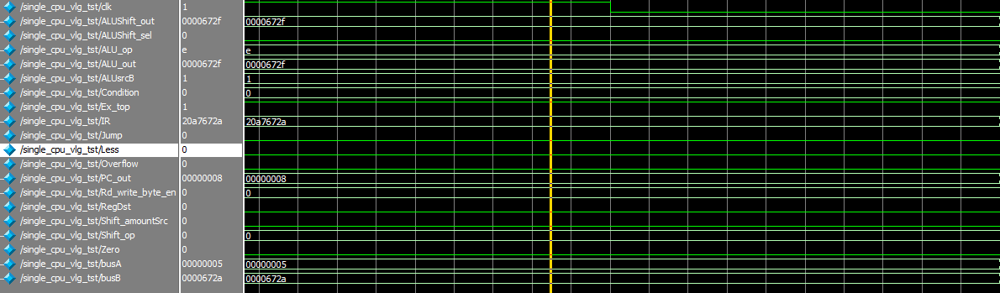 /single_cpu_vlg_tst/clk 1
/single_cpu_vlg_tst/ALUShift_out 0000672f 0000672f
/single_cpu_vlg_tst/ALUShift_sel 0
/single_cpu_vlg_tst/ALU_op e e
/single_cpu_vlg_tst/ALU_out 0000672f 0000672f
/single_cpu_vlg_tst/ALUsrcB 1 1
/single_cpu_vlg_tst/Condition 0 0
/single_cpu_vlg_tst/Ex_top 1
/single_cpu_vlg_tst/IR 20a7672a 20a7672a
/single_cpu_vlg_tst/Jump 0
/single_cpu_vlg_tst/Less 0
/single_cpu_vlg_tst/Overflow 0
/single_cpu_vlg_tst/PC_out 00000008 00000008
/single_cpu_vlg_tst/Rd_write_byte_en 0 0
/single_cpu_vlg_tst/RegDst 0
/single_cpu_vlg_tst/Shift_amountSrc 0
/single_cpu_vlg_tst/Shift_op 0 0
/single_cpu_vlg_tst/Zero 0
/single_cpu_vlg_tst/busA 00000005 00000005
/single_cpu_vlg_tst/busB 0000672a 0000672a